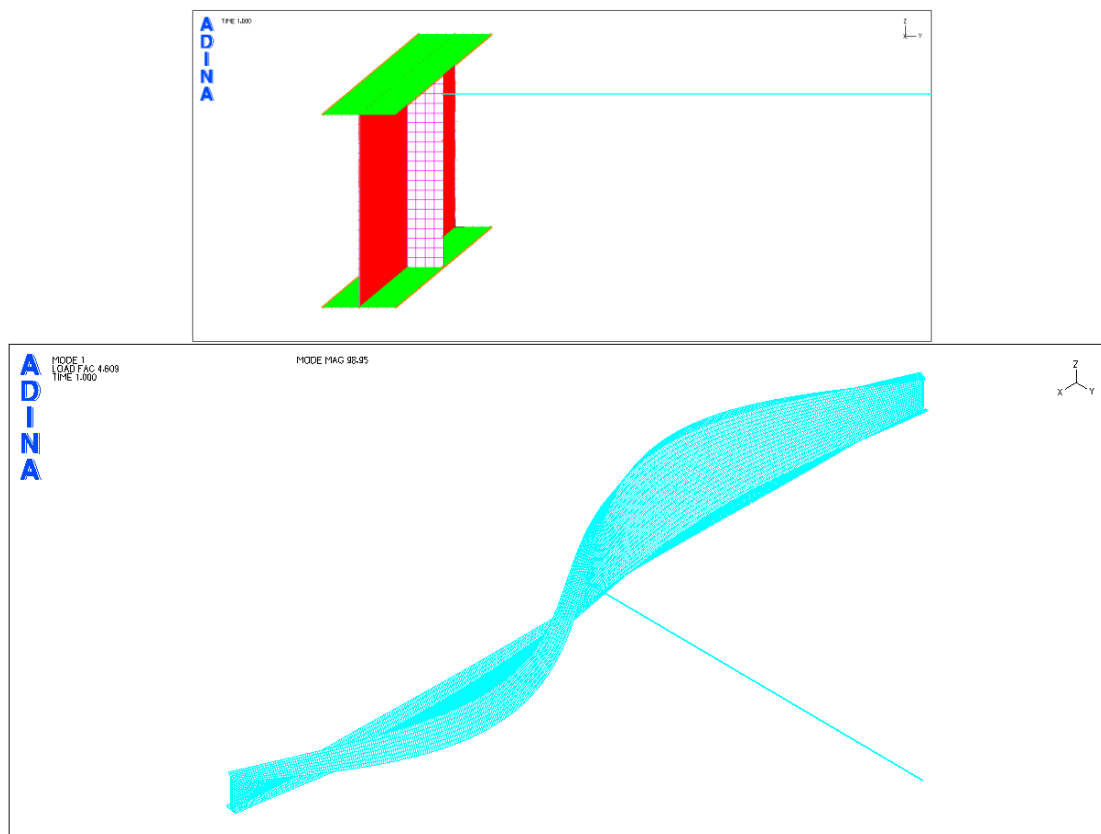 ADINA
TIME 1.000
Z
X Y
ADINA
MODE 1
LOAD FAC 4.609
TIME 1.000
MODE MAG 98.95
Z
X Y